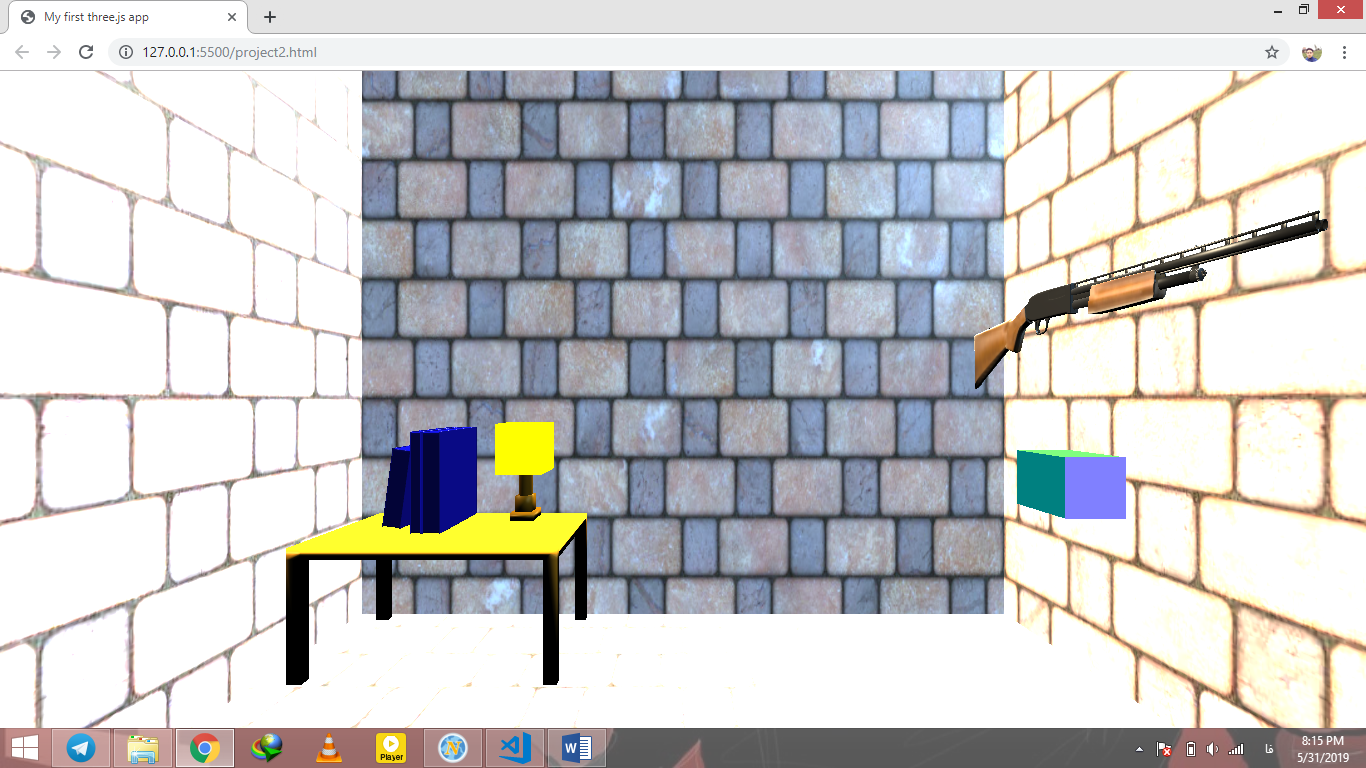 My first three.js app
127.0.0.1:5500/project2.html
Player
N
W
فا
8:15 PM
5/31/2019